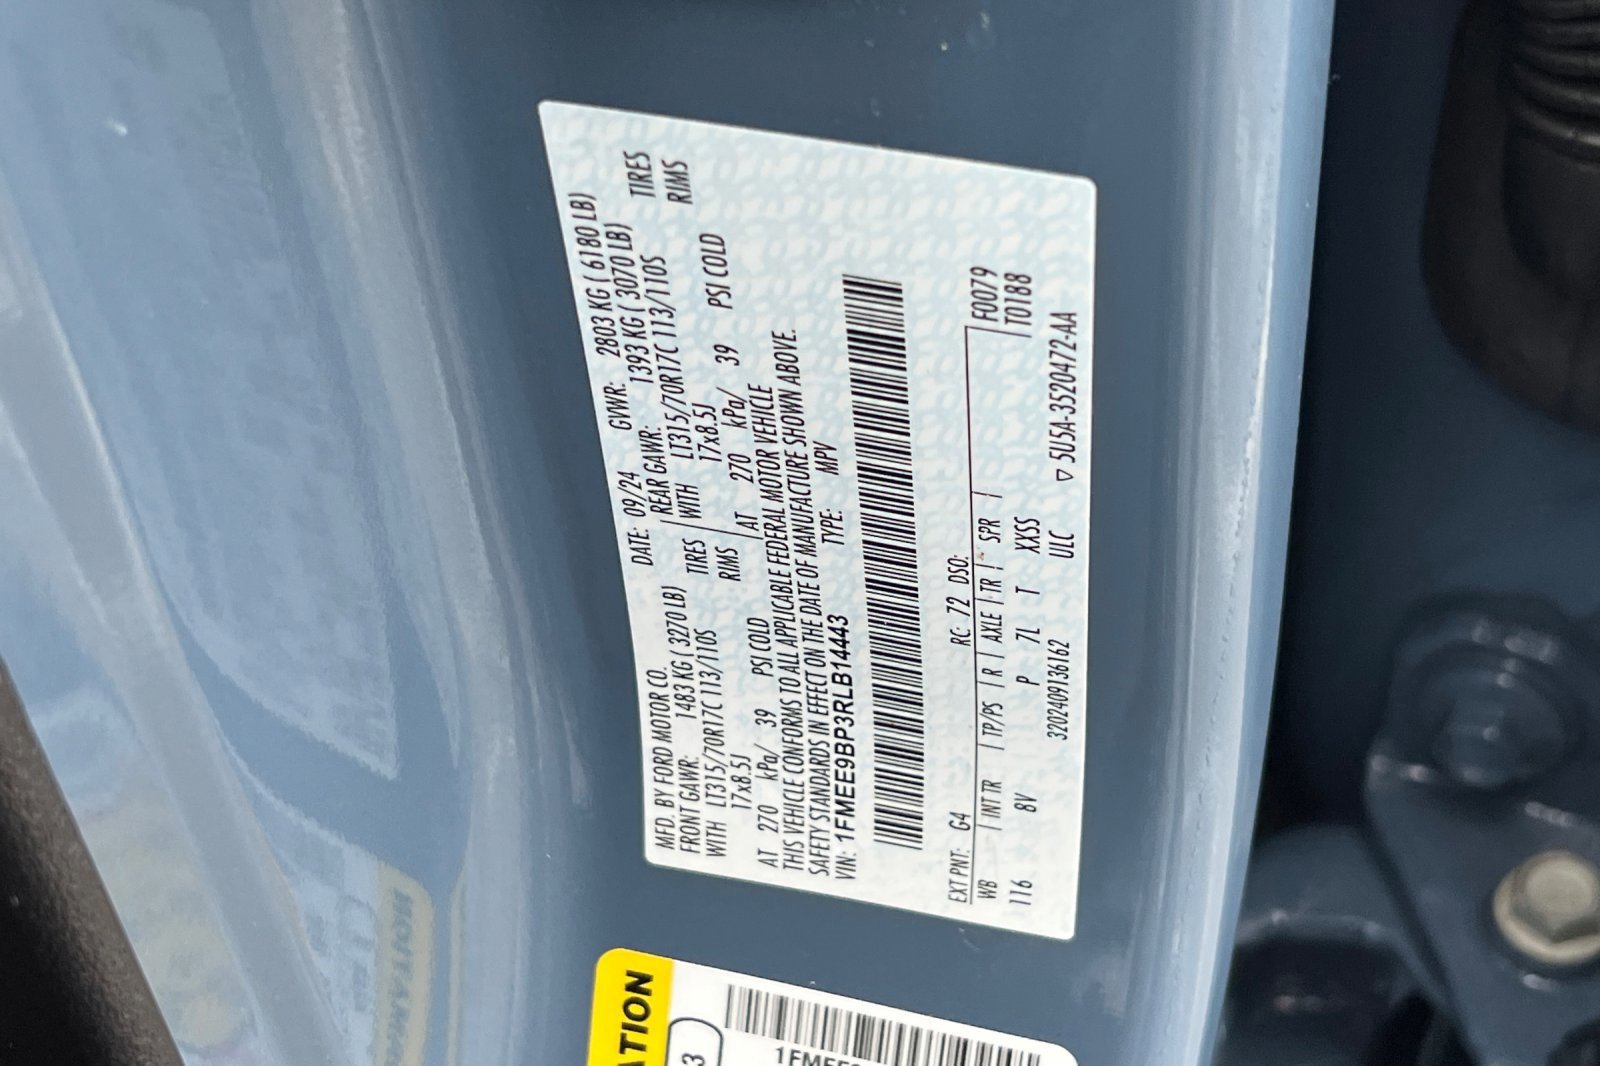 MFD. BY FORD MOTOR CO. DATE: 09/24 GVWR: 2803 KG ( 6180 LB)
FRONT GAWR: 1483 KG ( 3270 LB) REAR GAWR: 1393 KG ( 3070 LB)
WITH LT315/70R17C 113/110S TIRES WITH LT315/70R17C 113/110S TIRES
17x8.5J RIMS 17x8.5J RIMS
AT 270 kPa/ 39 PSI COLD AT 270 kPa/ 39 PSI COLD
THIS VEHICLE CONFORMS TO ALL APPLICABLE FEDERAL MOTOR VEHICLE
SAFETY STANDARDS IN EFFECT ON THE DATE OF MANUFACTURE SHOWN ABOVE.
VIN: 1FMEE9BP3RLB14443 TYPE: MPV
EXT PNT: G4 RC: 72 DSO: F0079
WB INT TR TP/PS R AXLE TR SPR T0188
116 8V P 7L T XXSS
320240913 6162 ULC ▽ 5U5A-3520472-AA
ATION
3